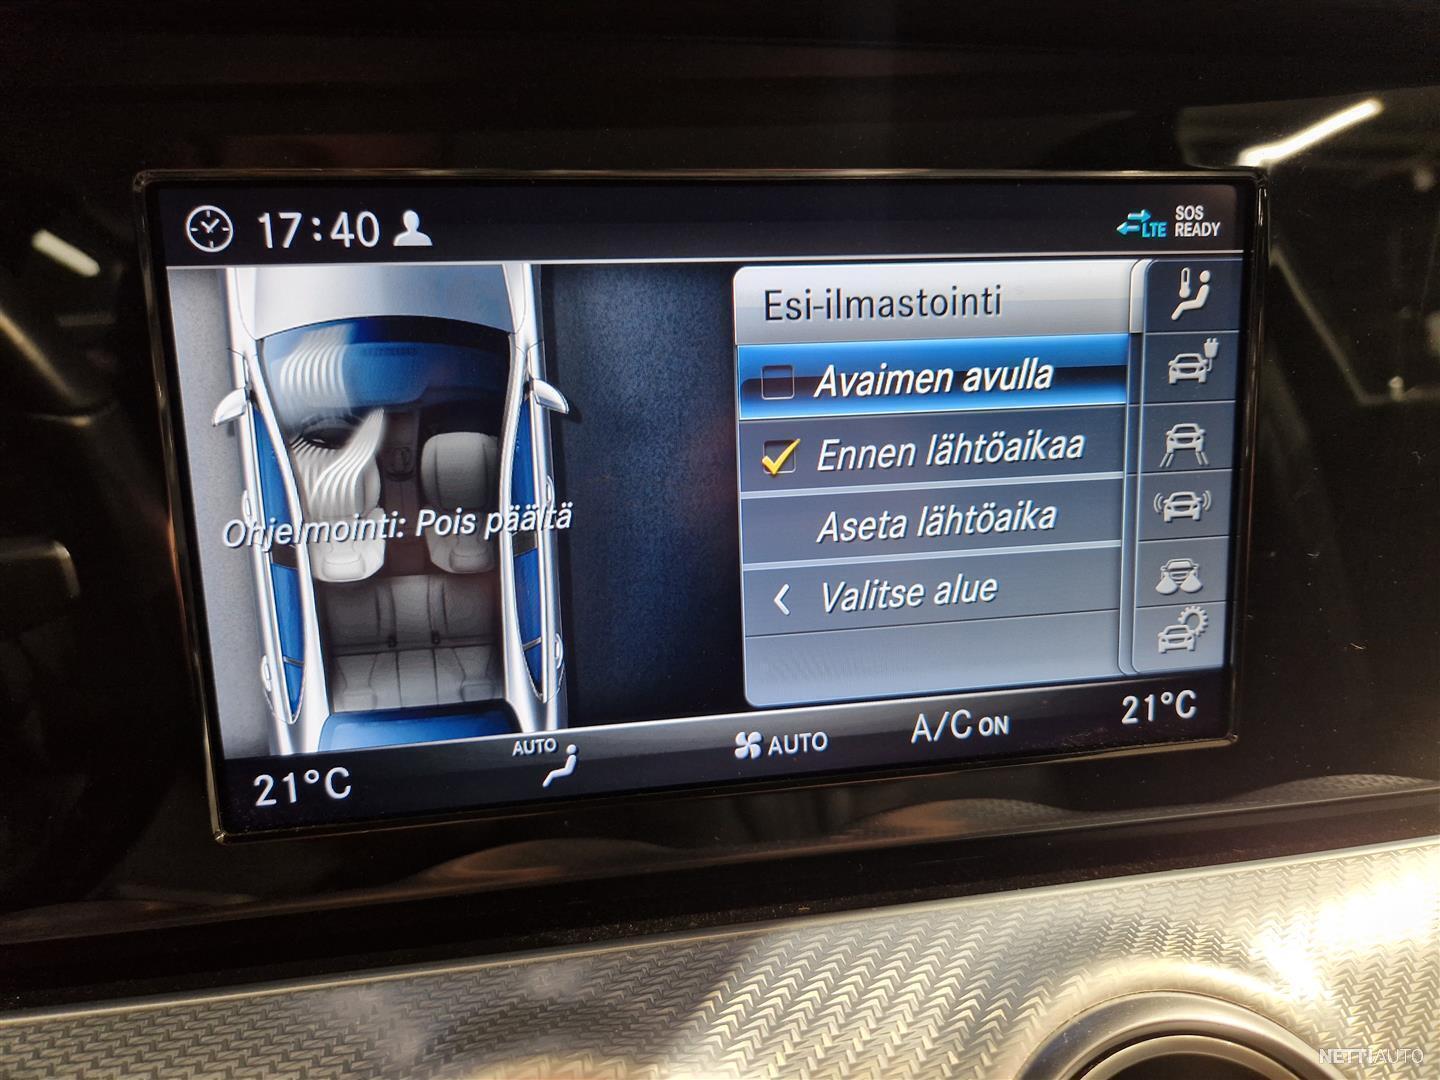 17:40
LTE
SOS
READY
Esi-ilmastointi
Avaimen avulla
Ennen lähtöaikaa
Aseta lähtöaika
Valitse alue
Ohjelmointi: Pois päältä
21°C
AUTO
AUTO
A/C ON
21°C
NETTIAUTO